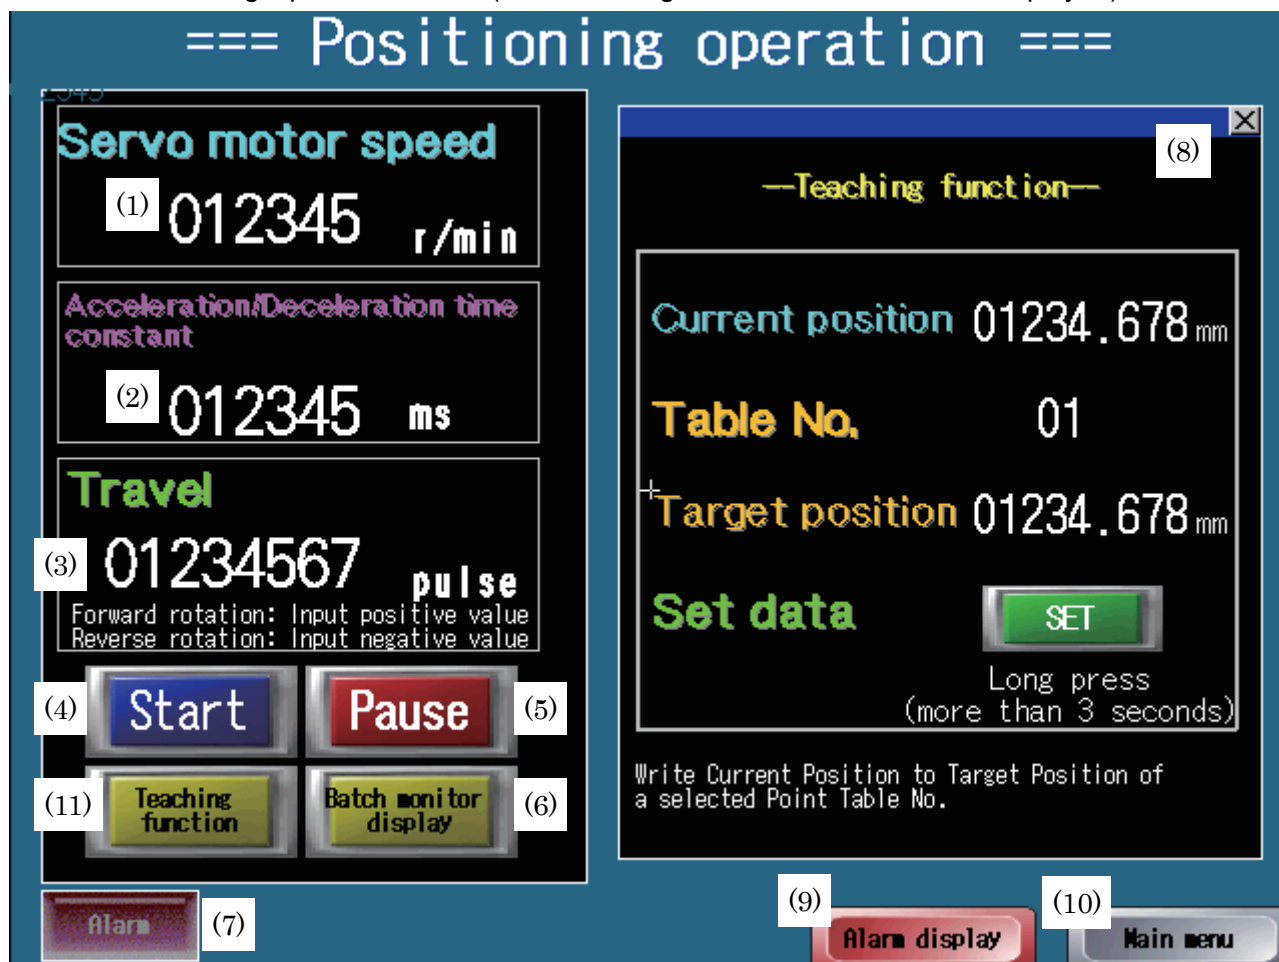 === Positioning operation ===
Servo motor speed
(1) 012345 r/min
Acceleration/Deceleration time
constant
(2) 012345 ms
Travel
(3) 01234567 pulse
Forward rotation: Input positive value
Reverse rotation: Input negative value
(4) Start
Pause (5)
(11) Teaching
function
Batch monitor
display (6)
Alarm (7)
(8)
—Teaching function—
Current position 01234.678 mm
Table No. 01
Target position 01234.678 mm
Set data SET
Long press
(more than 3 seconds)
Write Current Position to Target Position of
a selected Point Table No.
(9) Alarm display
(10) Main menu